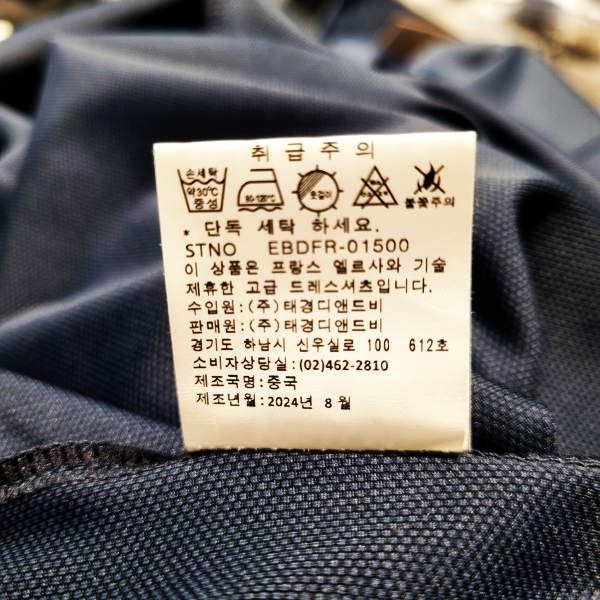 취급주의
손세탁 약30℃ 중성
80-120℃
옷걸이
불꽃주의
* 단독 세탁 하세요.
STNO EBDFR-01500
이 상품은 프랑스 엘르사와 기술
제휴한 고급 드레스셔츠입니다.
수입원:(주)태경디앤드비
판매원:(주)태경디앤드비
경기도 하남시 신우실로 100 612호
소비자상담실:(02)462-2810
제조국명:중국
제조년월:2024년 8월